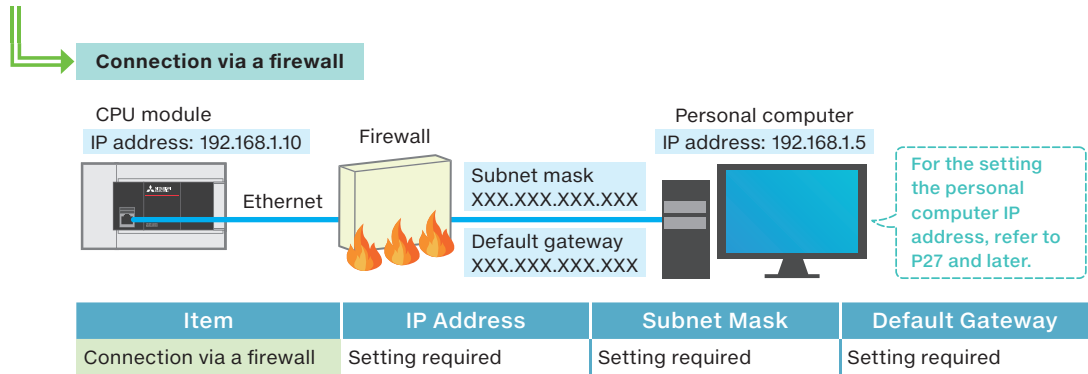 Connection via a firewall
CPU module
IP address: 192.168.1.10
Firewall
Ethernet
Subnet mask
XXX.XXX.XXX.XXX
Default gateway
XXX.XXX.XXX.XXX
Personal computer
IP address: 192.168.1.5
For the setting
the personal
computer IP
address, refer to
P27 and later.
Item IP Address Subnet Mask Default Gateway
Connection via a firewall Setting required Setting required Setting required